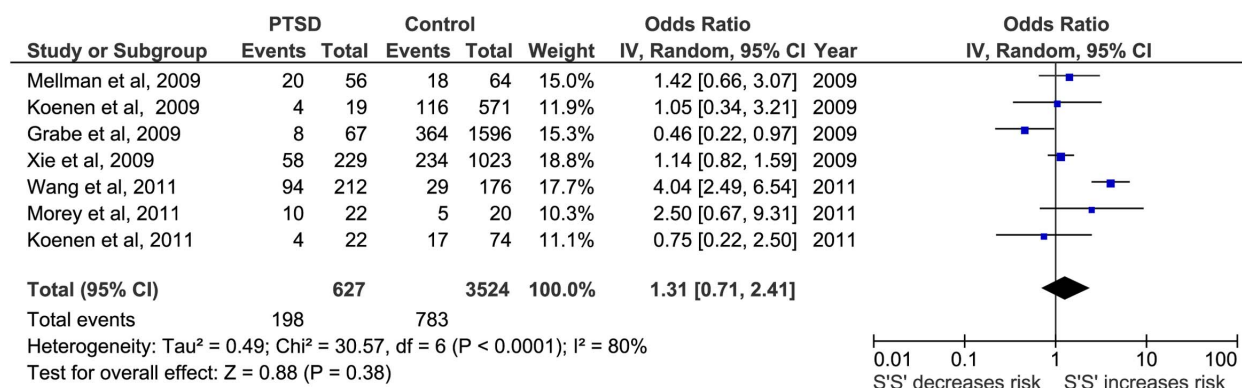 PTSD Control Odds Ratio Odds Ratio
Study or Subgroup Events Total Events Total Weight IV, Random, 95% CI Year IV, Random, 95% CI
Mellman et al, 2009 20 56 18 64 15.0% 1.42 [0.66, 3.07] 2009
Koenen et al, 2009 4 19 116 571 11.9% 1.05 [0.34, 3.21] 2009
Grabe et al, 2009 8 67 364 1596 15.3% 0.46 [0.22, 0.97] 2009
Xie et al, 2009 58 229 234 1023 18.8% 1.14 [0.82, 1.59] 2009
Wang et al, 2011 94 212 29 176 17.7% 4.04 [2.49, 6.54] 2011
Morey et al, 2011 10 22 5 20 10.3% 2.50 [0.67, 9.31] 2011
Koenen et al, 2011 4 22 17 74 11.1% 0.75 [0.22, 2.50] 2011
Total (95% CI) 627 3524 100.0% 1.31 [0.71, 2.41]
Total events 198 783
Heterogeneity: Tau² = 0.49; Chi² = 30.57, df = 6 (P < 0.0001); I² = 80%
Test for overall effect: Z = 0.88 (P = 0.38)
0.01 0.1 1 10 100
S'S' decreases risk S'S' increases risk